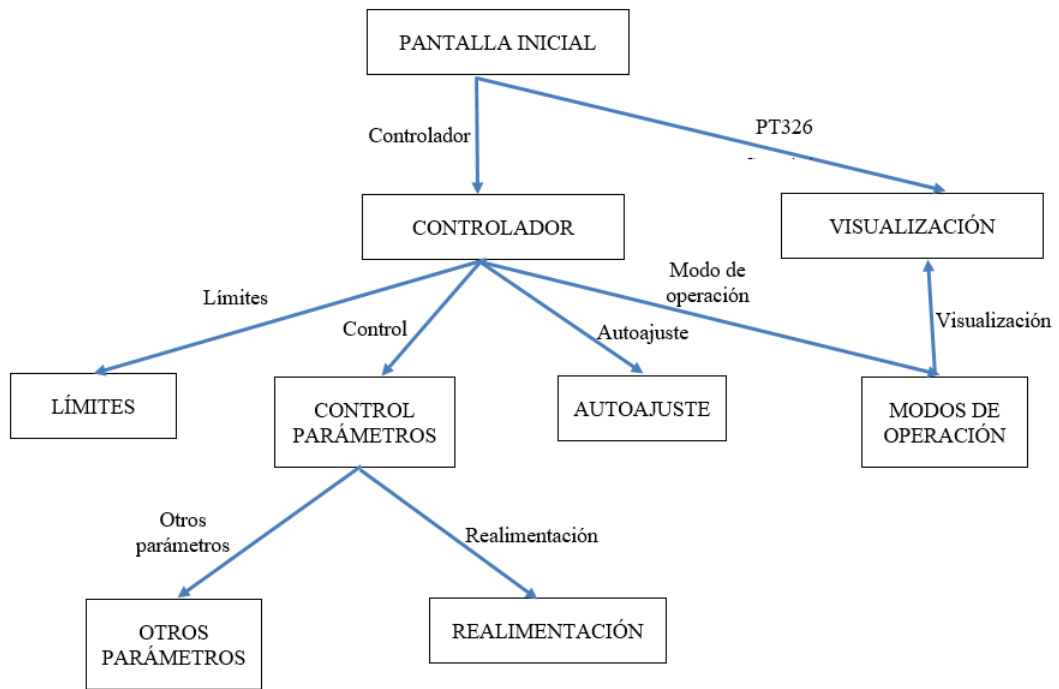 PANTALLA INICIAL
Controlador
PT326
CONTROLADOR
VISUALIZACIÓN
Límites
Control
Autoajuste
Modo de
operación
Visualización
LÍMITES
CONTROL
PARÁMETROS
AUTOAJUSTE
MODOS DE
OPERACIÓN
Otros
parámetros
Realimentación
OTROS
PARÁMETROS
REALIMENTACIÓN